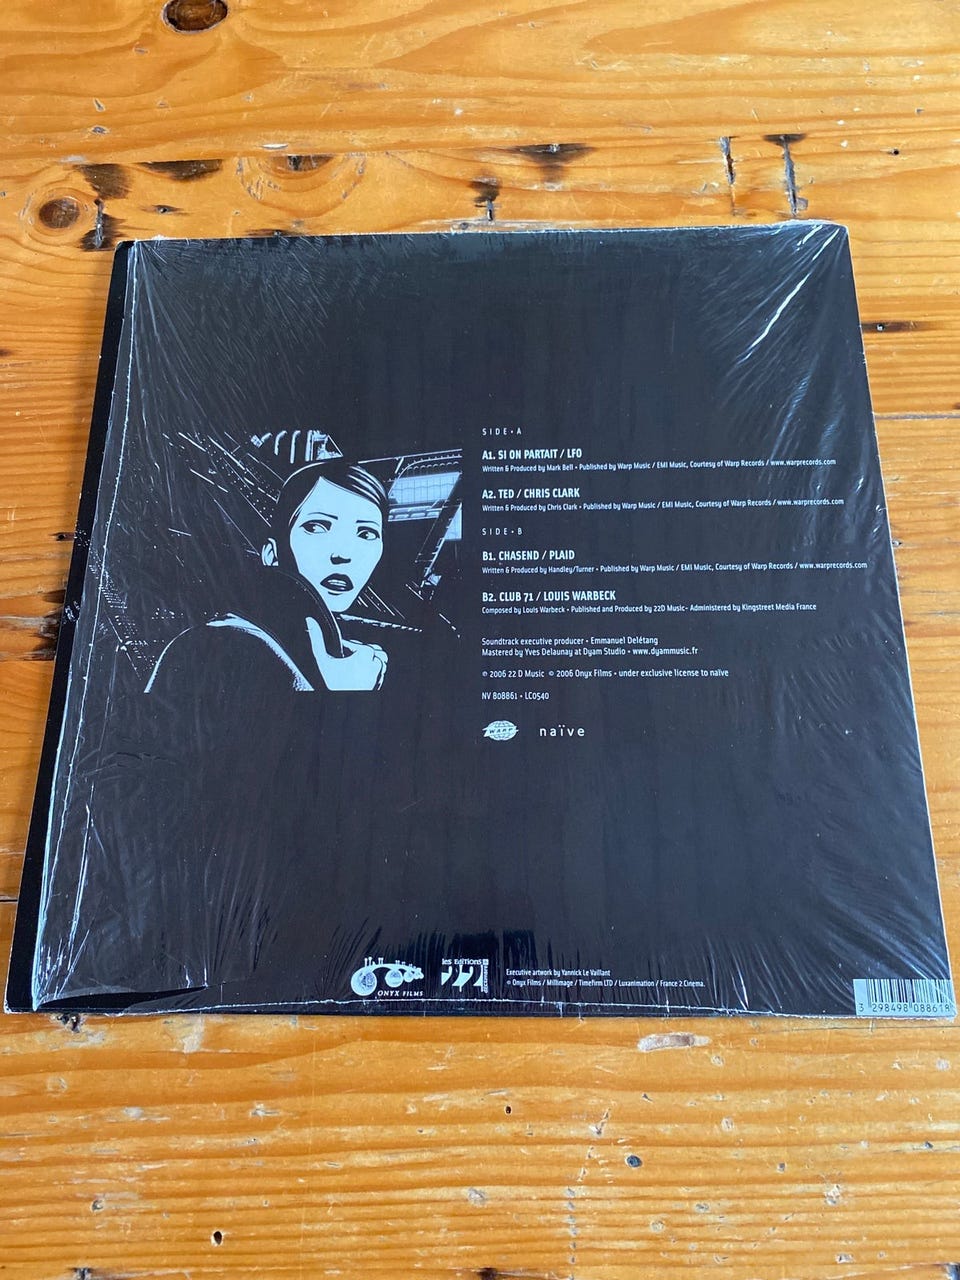 SIDE • A
A1. SI ON PARTAIT / LFO
Written & Produced by Mark Bell • Published by Warp Music / EMI Music, Courtesy of Warp Records / www.warprecords.com
A2. TED / CHRIS CLARK
Written & Produced by Chris Clark • Published by Warp Music / EMI Music, Courtesy of Warp Records / www.warprecords.com
SIDE • B
B1. CHASEND / PLAID
Written & Produced by Handley/Turner • Published by Warp Music / EMI Music, Courtesy of Warp Records / www.warprecords.com
B2. CLUB 71 / LOUIS WARBECK
Composed by Louis Warbeck • Published and Produced by 22D Music- Administered by Kingstreet Media France
Soundtrack executive producer • Emmanuel Delétang
Mastered by Yves Delaunay at Dyam Studio • www.dyammusic.fr
℗ 2006 22 D Music © 2006 Onyx Films • under exclusive license to naïve
NV 808861 • LC0540
WARP naïve
ONYX FILMS
les Editions
Executive artwork by Yannick Le Vaillant
© Onyx Films / Millimage / Timefirm LTD / Luxanimation / France 2 Cinema.
3 298498 088618